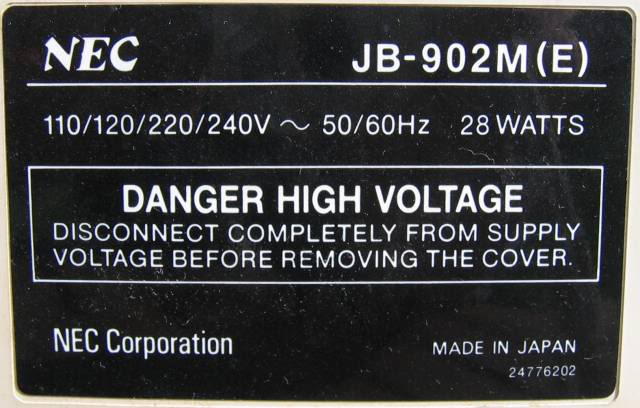 NEC JB-902M(E)
110/120/220/240V ~ 50/60Hz 28 WATTS
DANGER HIGH VOLTAGE
DISCONNECT COMPLETELY FROM SUPPLY
VOLTAGE BEFORE REMOVING THE COVER.
NEC Corporation MADE IN JAPAN
24776202